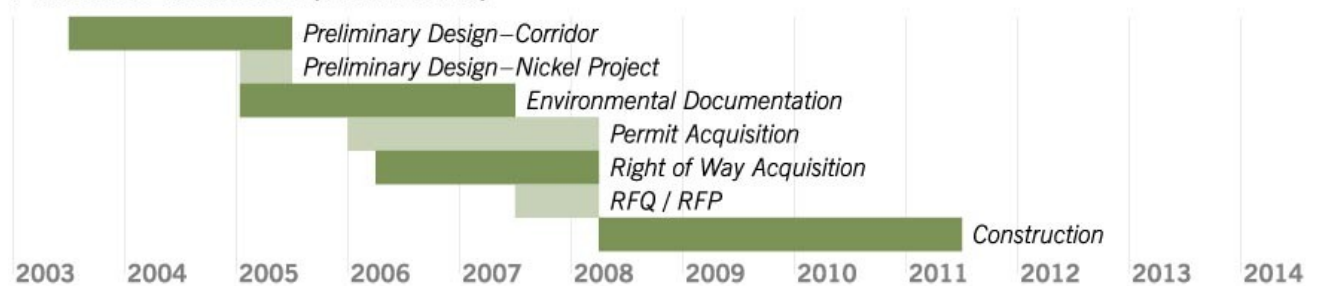 Preliminary Design–Corridor
Preliminary Design–Nickel Project
Environmental Documentation
Permit Acquisition
Right of Way Acquisition
RFQ / RFP
Construction
2003 2004 2005 2006 2007 2008 2009 2010 2011 2012 2013 2014